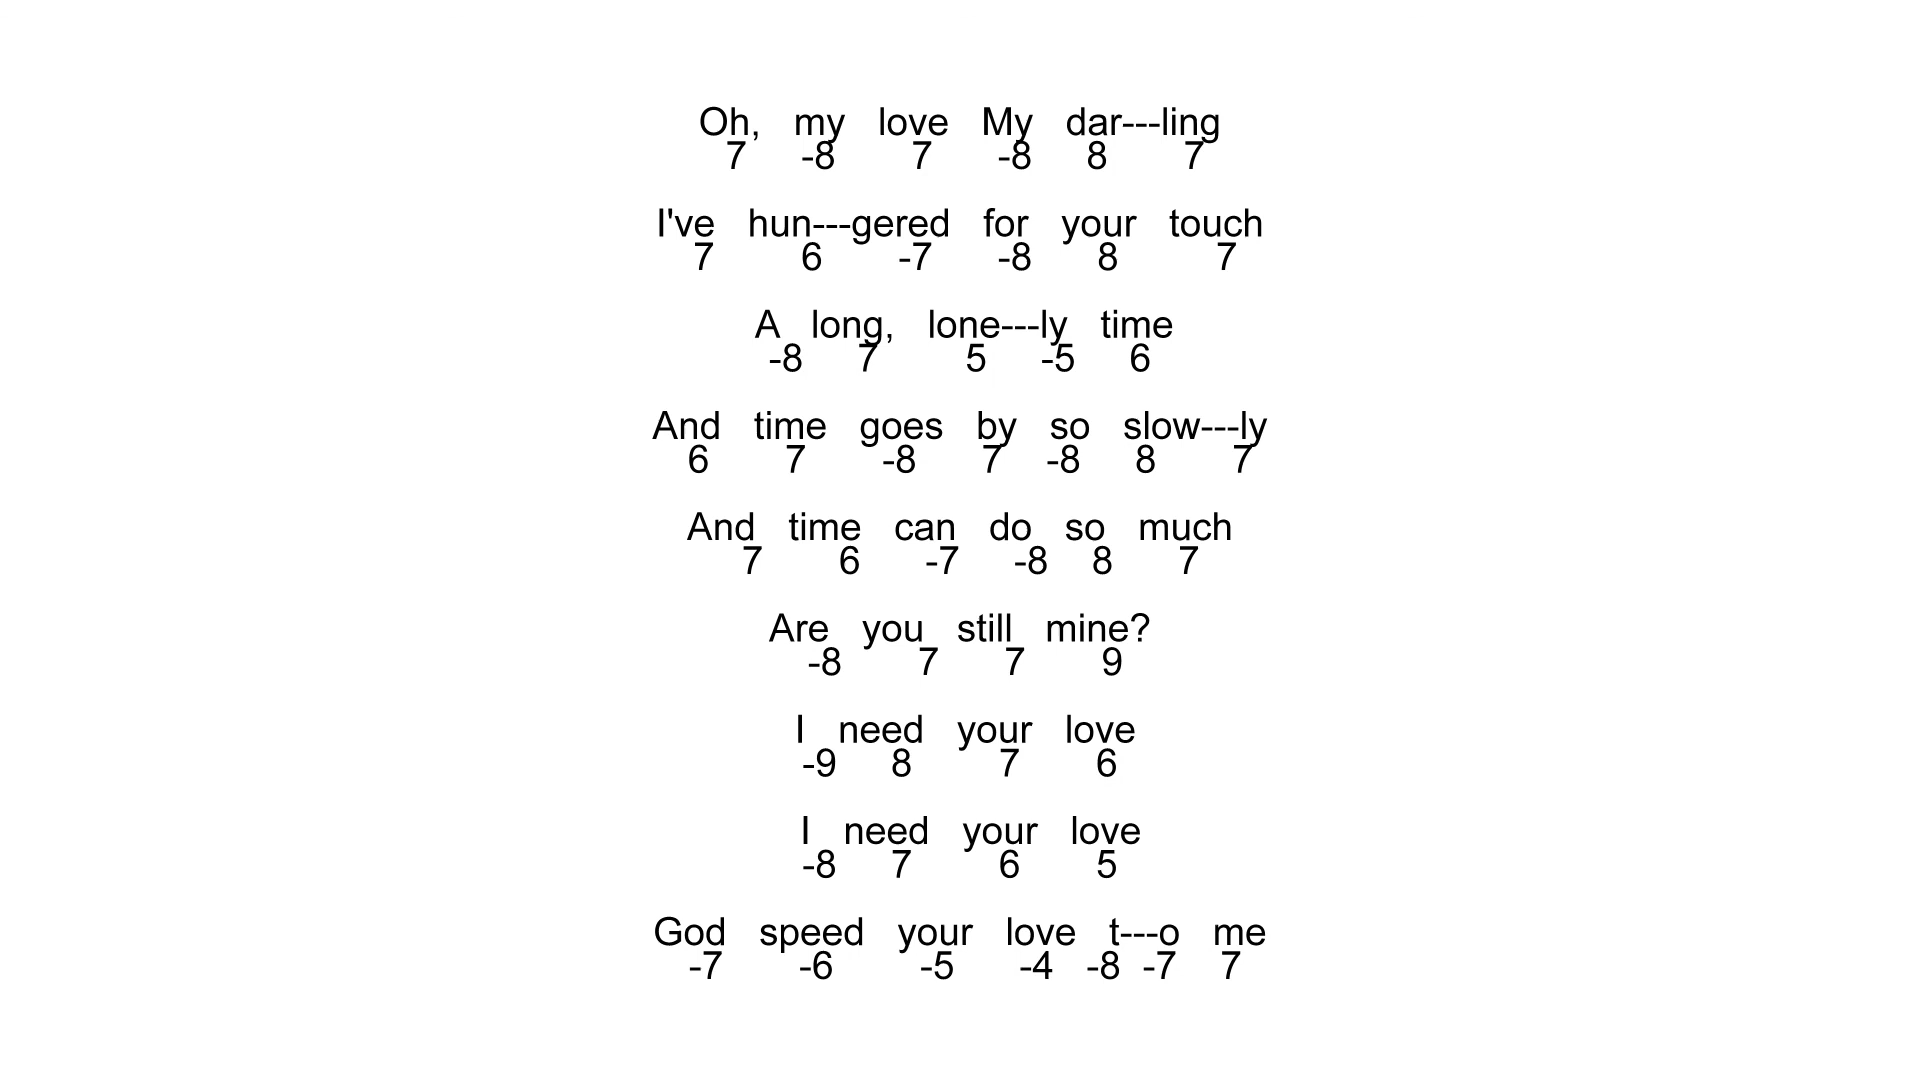 Oh, my love My dar---ling
7 -8 7 -8 8 7
I've hun---gered for your touch
7 6 -7 -8 8 7
A long, lone---ly time
-8 7 5 -5 6
And time goes by so slow---ly
6 7 -8 7 -8 8 7
And time can do so much
7 6 -7 -8 8 7
Are you still mine?
-8 7 7 9
I need your love
-9 8 7 6
I need your love
-8 7 6 5
God speed your love t---o me
-7 -6 -5 -4 -8 -7 7